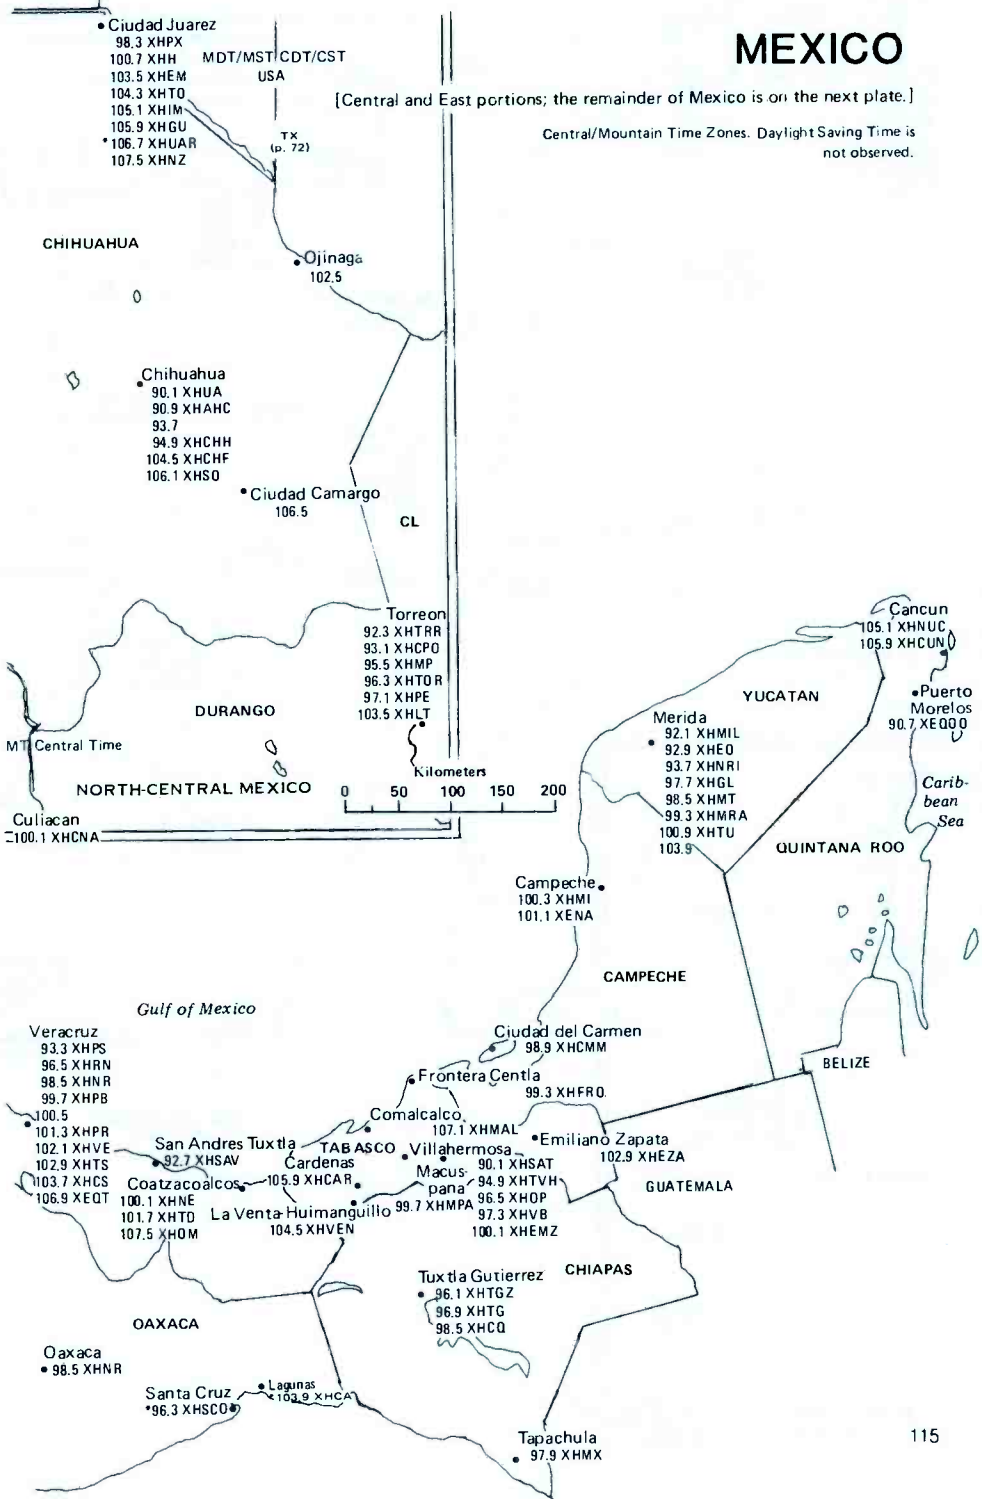 MEXICO
[Central and East portions; the remainder of Mexico is on the next plate.]
Central/Mountain Time Zones. Daylight Saving Time is
not observed.
Ciudad Juarez
98.3 XHPX
100.7 XHH
103.5 XHEM
104.3 XHTO
105.1 XHIM
105.9 XHGU
*106.7 XHUAR
107.5 XHNZ
MDT/MST CDT/CST
USA
TX
(p. 72)
CHIHUAHUA
Ojinaga
102.5
Chihuahua
90.1 XHUA
90.9 XHAHC
93.7
94.9 XHCHH
104.5 XHCHF
106.1 XHSO
Ciudad Camargo
106.5
CL
Torreon
92.3 XHTRR
93.1 XHCPO
95.5 XHMP
96.3 XHTOR
97.1 XHPE
103.5 XHLT
DURANGO
MT Central Time
NORTH-CENTRAL MEXICO
Culiacan
100.1 XHCNA
Kilometers
0 50 100 150 200
Cancun
105.1 XHNUC
105.9 XHCUN
YUCATAN
Puerto
Morelos
90.7 XEQOO
Merida
92.1 XHMIL
92.9 XHEO
93.7 XHNRI
97.7 XHGL
98.5 XHMT
99.3 XHMRA
100.9 XHTU
103.9
Carib-
bean
Sea
QUINTANA ROO
Campeche
100.3 XHMI
101.1 XENA
CAMPECHE
Gulf of Mexico
Ciudad del Carmen
98.9 XHCMM
BELIZE
Veracruz
93.3 XHPS
96.5 XHRN
98.5 XHNR
99.7 XHPB
100.5
101.3 XHPR
102.1 XHVE
102.9 XHTS
103.7 XHCS
106.9 XEQT
Frontera Centla
99.3 XHFRO
Comalcalco
107.1 XHMAL
San Andres Tuxtla
92.7 XHSAV
TABASCO
Villahermosa
90.1 XHSAT
94.9 XHTVH
96.5 XHOP
97.3 XHVB
100.1 XHEMZ
Emiliano Zapata
102.9 XHEZA
Cardenas
105.9 XHCAR
Macus-
pana
99.7 XHMPA
GUATEMALA
Coatzacoalcos
100.1 XHNE
101.7 XHTD
107.5 XHOM
La Venta-Huimanguillo
104.5 XHVEN
CHIAPAS
Tuxtla Gutierrez
96.1 XHTGZ
96.9 XHTG
98.5 XHCQ
OAXACA
Oaxaca
98.5 XHNR
Santa Cruz
*96.3 XHSCO
Lagunas
*103.9 XHCA
Tapachula
97.9 XHMX
115